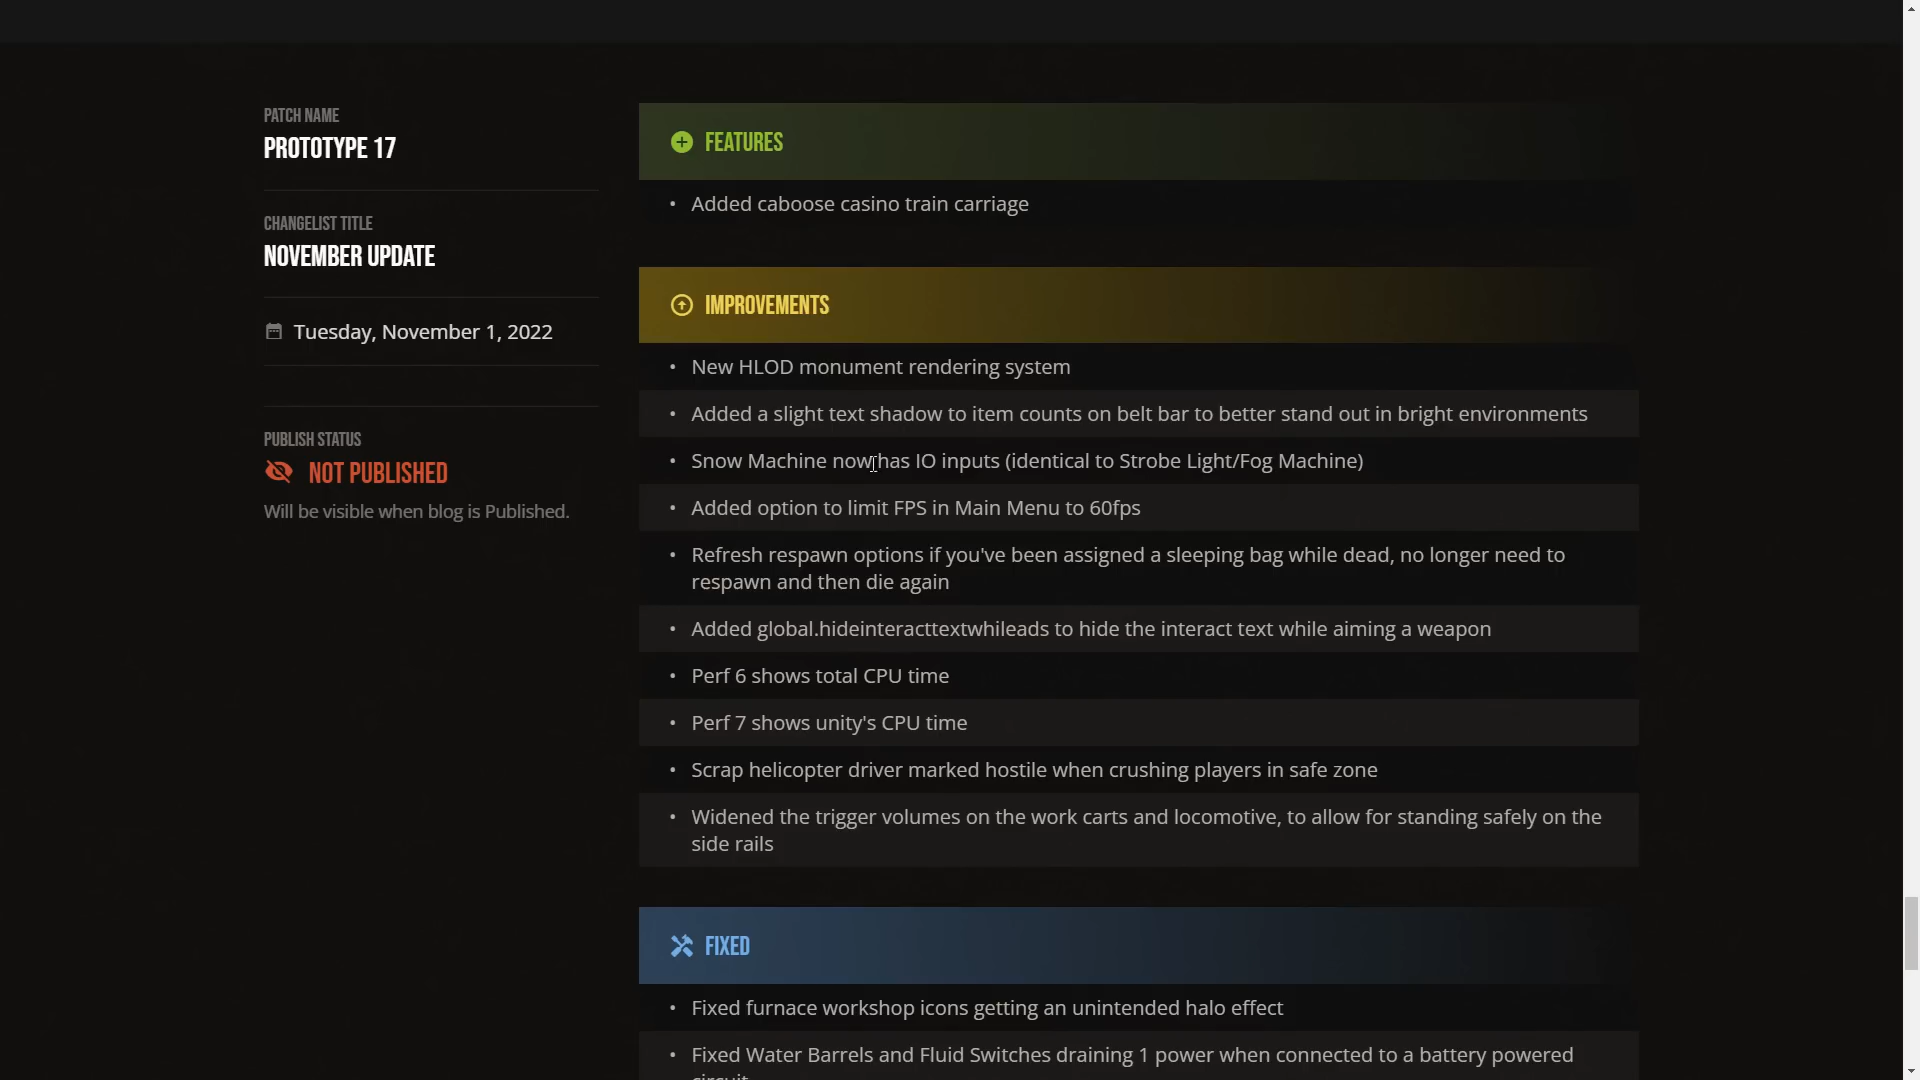 PATCH NAME
PROTOTYPE 17
CHANGELIST TITLE
NOVEMBER UPDATE
Tuesday, November 1, 2022
PUBLISH STATUS
NOT PUBLISHED
Will be visible when blog is Published.
FEATURES
• Added caboose casino train carriage
IMPROVEMENTS
• New HLOD monument rendering system
• Added a slight text shadow to item counts on belt bar to better stand out in bright environments
• Snow Machine now has IO inputs (identical to Strobe Light/Fog Machine)
• Added option to limit FPS in Main Menu to 60fps
• Refresh respawn options if you've been assigned a sleeping bag while dead, no longer need to
respawn and then die again
• Added global.hideinteracttextwhileads to hide the interact text while aiming a weapon
• Perf 6 shows total CPU time
• Perf 7 shows unity's CPU time
• Scrap helicopter driver marked hostile when crushing players in safe zone
• Widened the trigger volumes on the work carts and locomotive, to allow for standing safely on the
side rails
FIXED
• Fixed furnace workshop icons getting an unintended halo effect
• Fixed Water Barrels and Fluid Switches draining 1 power when connected to a battery powered